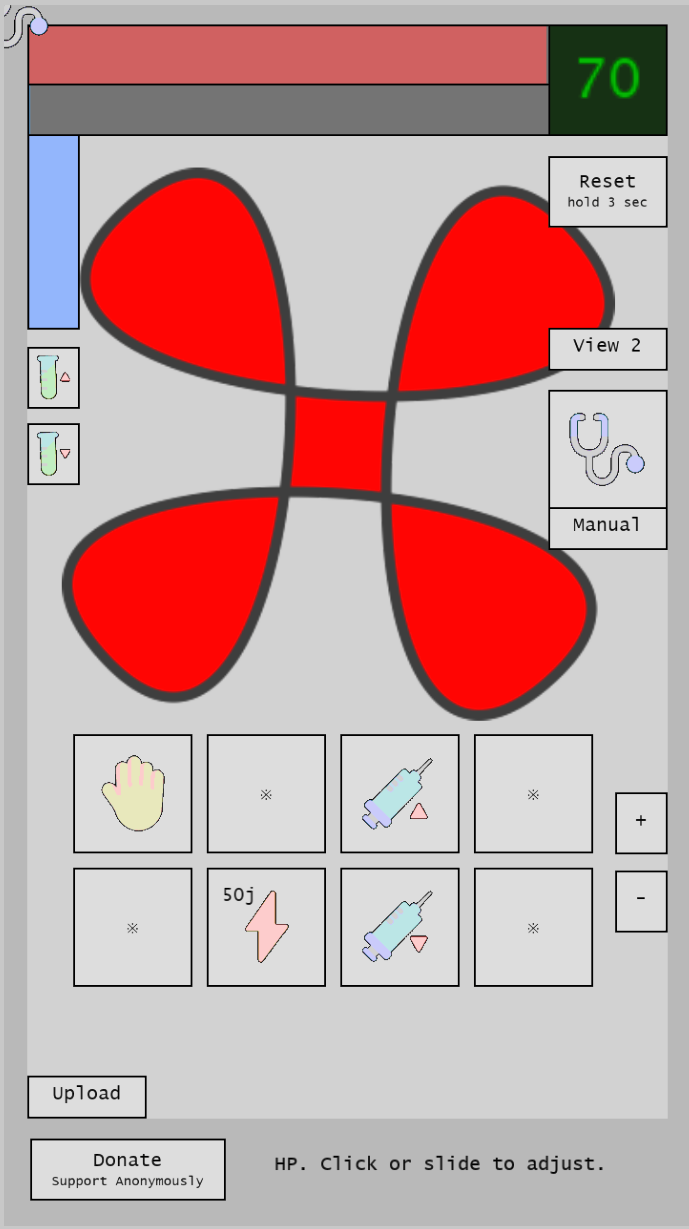 70
Reset
hold 3 sec
View 2
Manual
※
※
+
※
50j
※
-
Upload
Donate
Support Anonymously
HP. Click or slide to adjust.